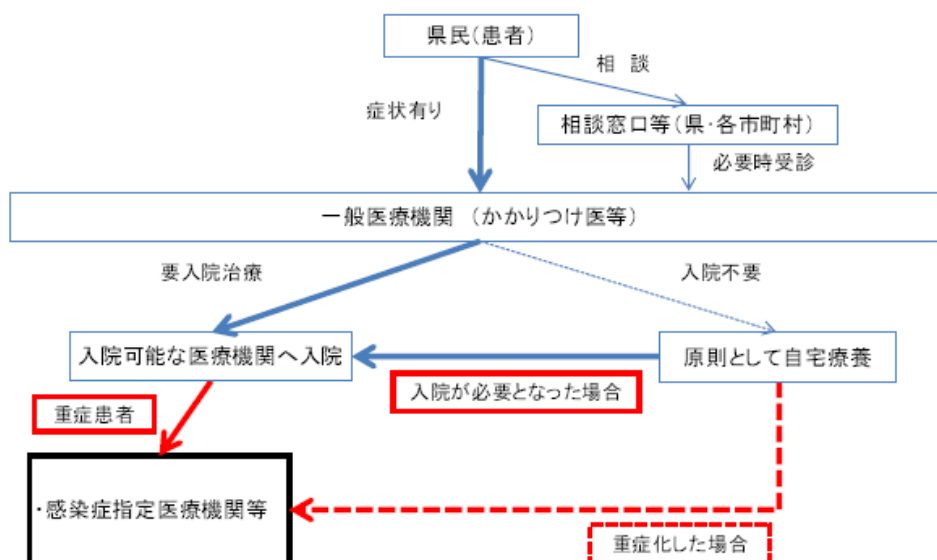 県民(患者)
相　談
症状有り
相談窓口等(県・各市町村)
必要時受診
一般医療機関　(かかりつけ医等)
要入院治療
入院不要
入院可能な医療機関へ入院
原則として自宅療養
入院が必要となった場合
重症患者
・感染症指定医療機関等
重症化した場合